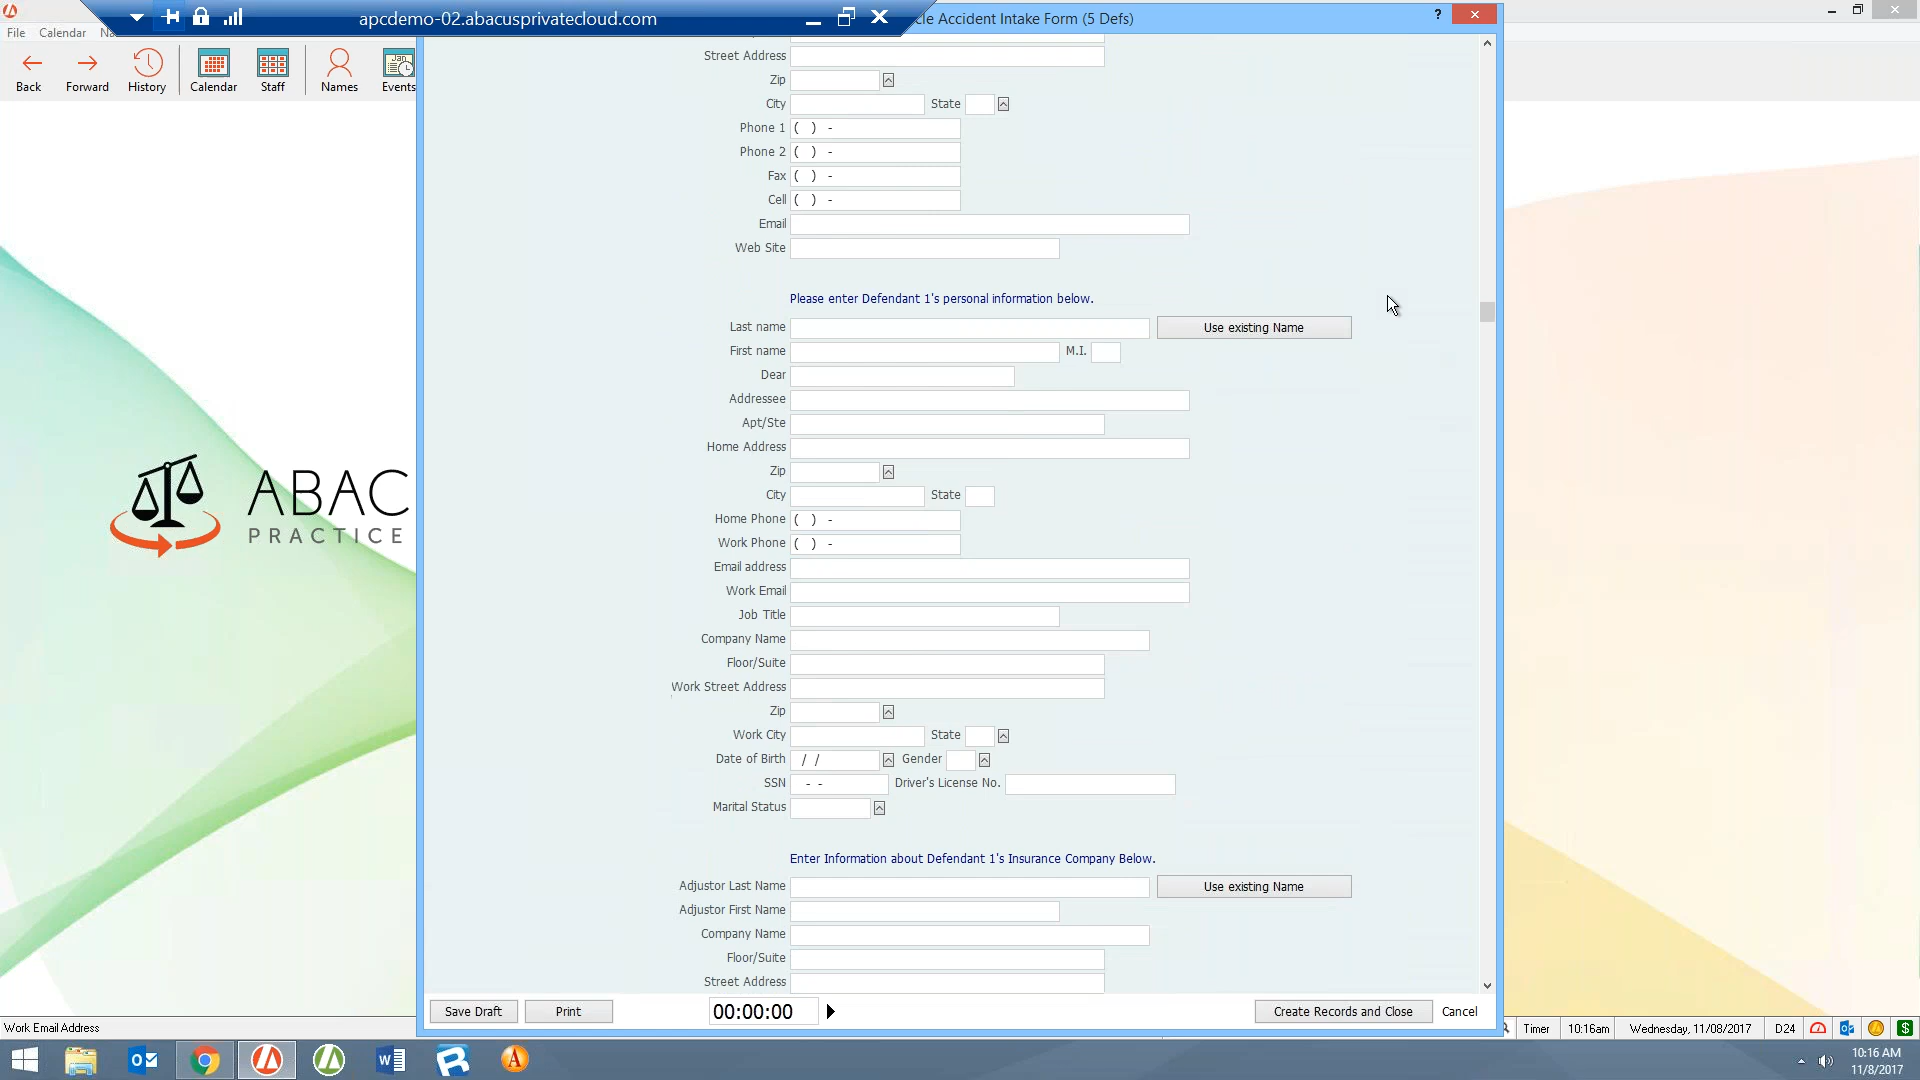 apcdemo-02.abacusprivatecloud.com
cle Accident Intake Form (5 Defs)
?
File Calendar Na
Back Forward History Calendar Staff Names Events
Jan
Street Address
Zip
City State
Phone 1 ( ) -
Phone 2 ( ) -
Fax ( ) -
Cell ( ) -
Email
Web Site
Please enter Defendant 1's personal information below.
Last name Use existing Name
First name M.I.
Dear
Addressee
Apt/Ste
Home Address
Zip
City State
Home Phone ( ) -
Work Phone ( ) -
Email address
Work Email
Job Title
Company Name
Floor/Suite
Work Street Address
Zip
Work City State
Date of Birth / / Gender
SSN - - Driver's License No.
Marital Status
Enter Information about Defendant 1's Insurance Company Below.
Adjustor Last Name Use existing Name
Adjustor First Name
Company Name
Floor/Suite
Street Address
ABAC
PRACTICE
Save Draft Print 00:00:00 Create Records and Close Cancel
Work Email Address Timer 10:16am Wednesday, 11/08/2017 D24
10:16 AM
11/8/2017